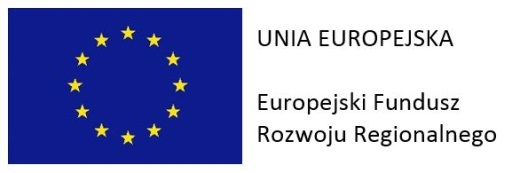 UNIA EUROPEJSKA
Europejski Fundusz
Rozwoju Regionalnego